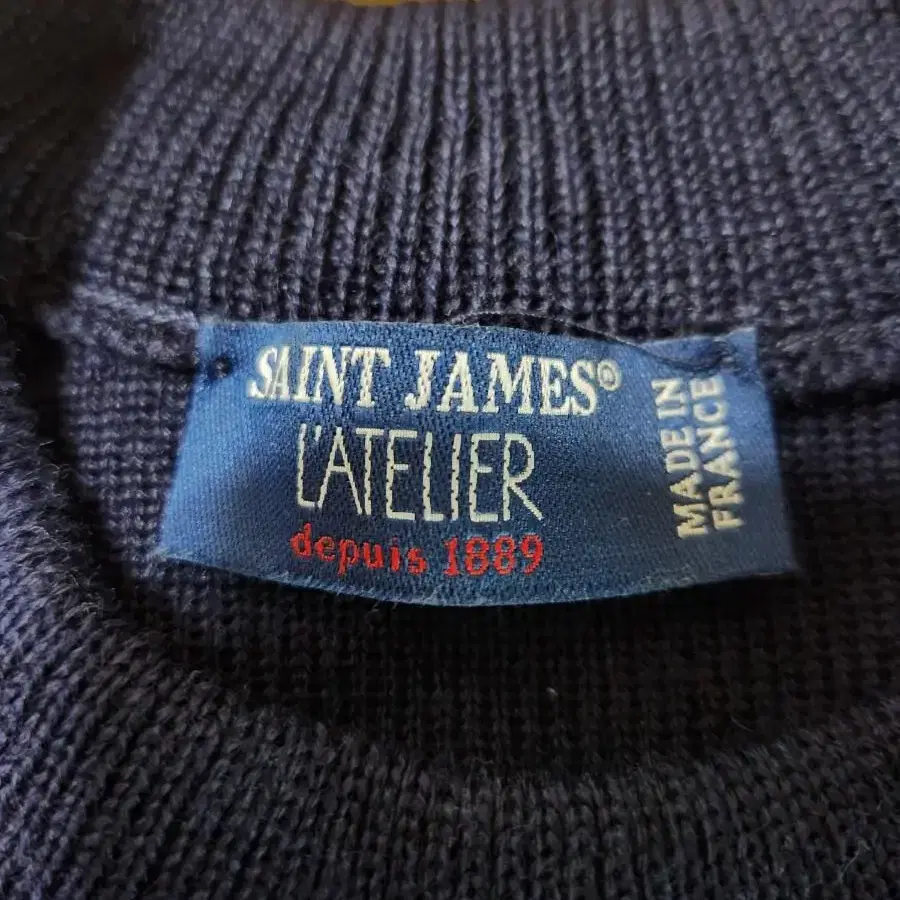 SAINT JAMES®
L'ATELIER
depuis 1889
MADE IN
FRANCE